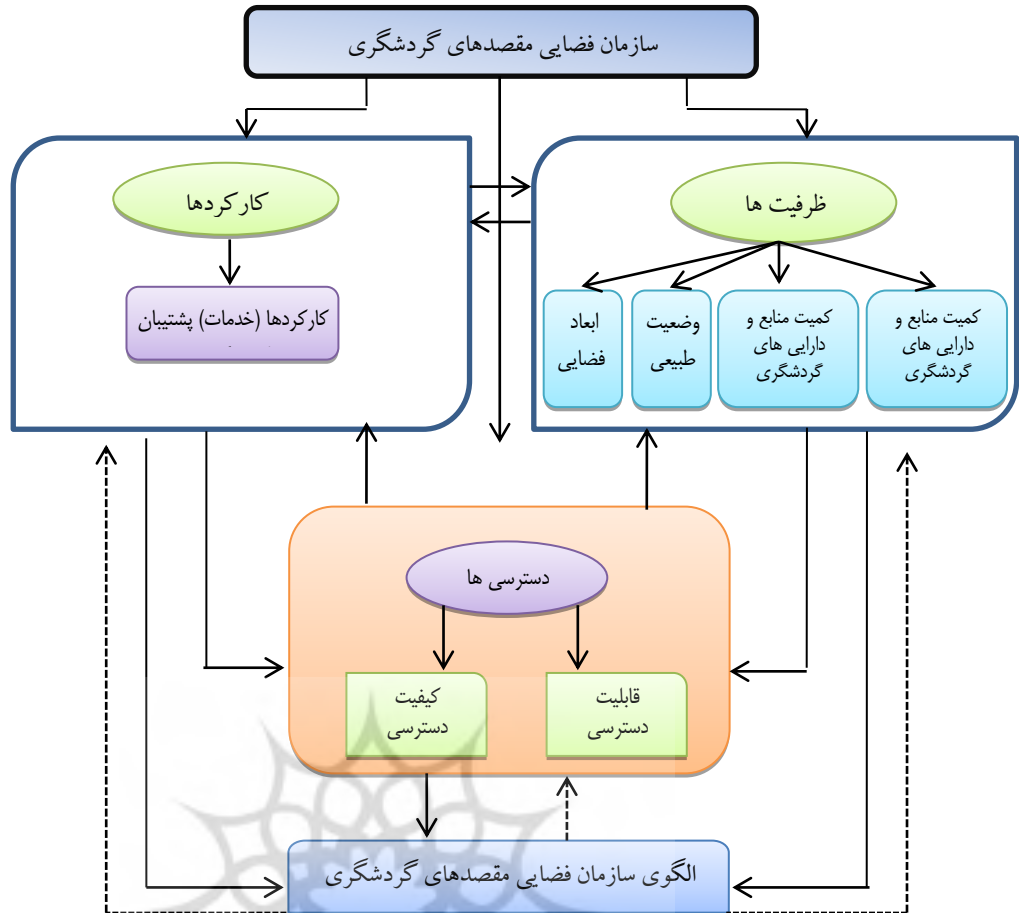 سازمان فضایی مقصدهای گردشگری
ظرفیت ها
کارکردها
کمیت منابع و
دارایی های
گردشگری
کمیت منابع و
دارایی های
گردشگری
وضعیت
طبیعی
ابعاد
فضایی
کارکردها (خدمات) پشتیبان
دسترسی ها
قابلیت
دسترسی
کیفیت
دسترسی
الگوی سازمان فضایی مقصدهای گردشگری